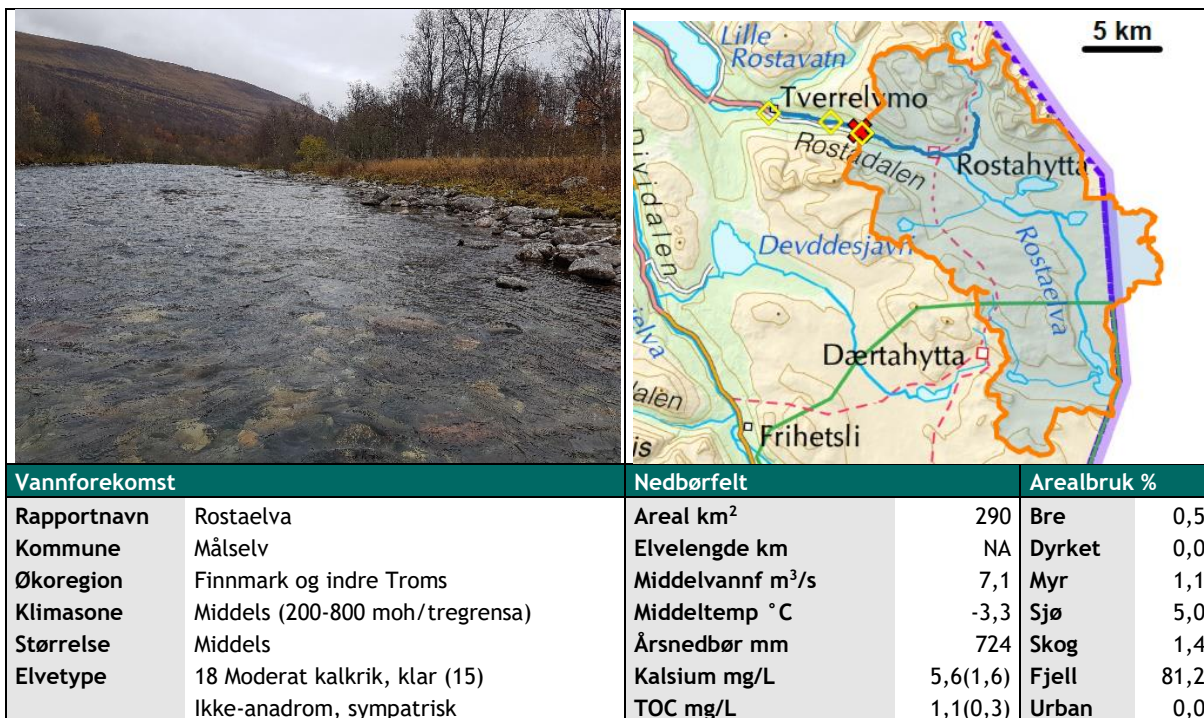 5 km
Lille
Rostavatn
Tverrelvmo
Rostadalen
Rostahytta
Dividalen
Devddesjavri
Rostaelva
Dærtahytta
Frihetsli
Vannforekomst Nedbørfelt Arealbruk %
Rapportnavn Rostaelva Areal km² 290 Bre 0,5
Kommune Målselv Elvelengde km NA Dyrket 0,0
Økoregion Finnmark og indre Troms Middelvannf m³/s 7,1 Myr 1,1
Klimasone Middels (200-800 moh/tregrensa) Middeltemp °C -3,3 Sjø 5,0
Størrelse Middels Årsnedbør mm 724 Skog 1,4
Elvetype 18 Moderat kalkrik, klar (15) Kalsium mg/L 5,6(1,6) Fjell 81,2
Ikke-anadrom, sympatrisk TOC mg/L 1,1(0,3) Urban 0,0